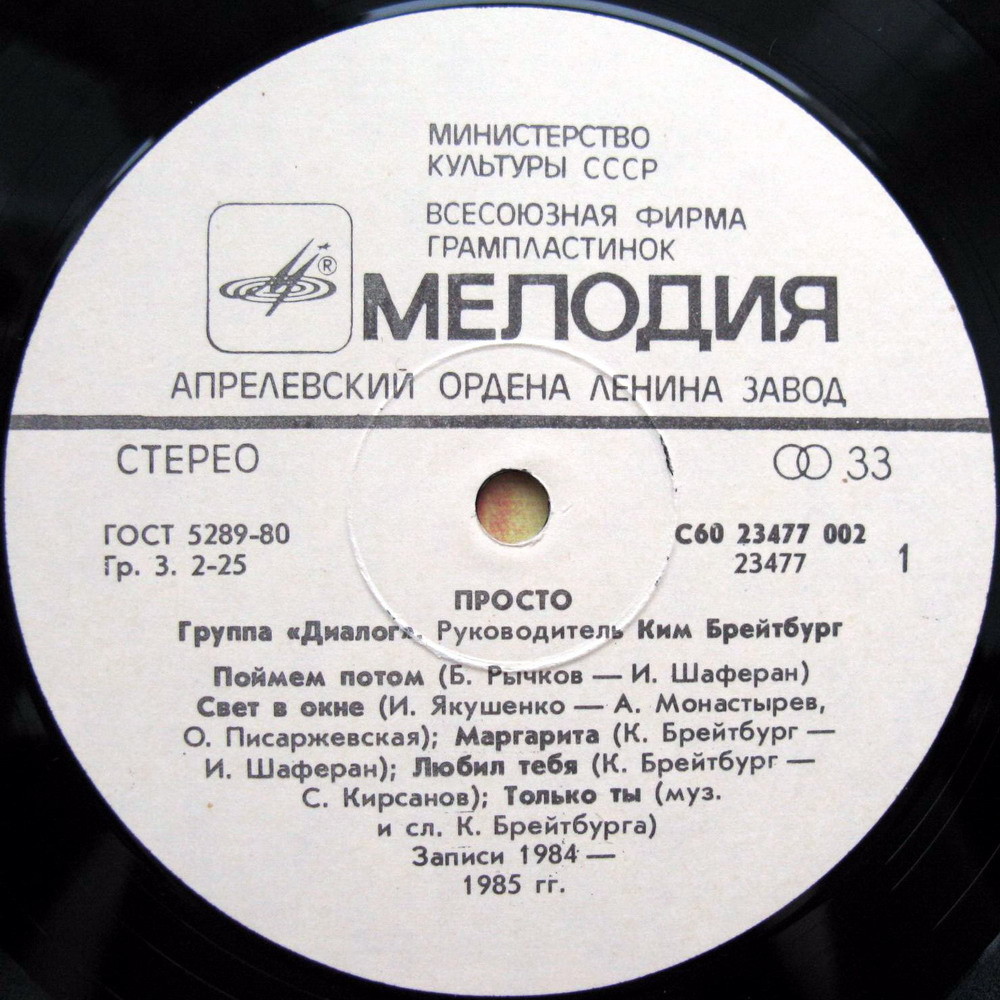 МИНИСТЕРСТВО
КУЛЬТУРЫ СССР
ВСЕСОЮЗНАЯ ФИРМА
ГРАМПЛАСТИНОК
®
МЕЛОДИЯ
АПРЕЛЕВСКИЙ ОРДЕНА ЛЕНИНА ЗАВОД
СТЕРЕО
33
ГОСТ 5289-80
Гр. 3. 2-25
С60 23477 002
23477
1
ПРОСТО
Группа «Диалог». Руководитель Ким Брейтбург
Поймем потом (Б. Рычков — И. Шаферан)
Свет в окне (И. Якушенко — А. Монастырев,
О. Писаржевская); Маргарита (К. Брейтбург —
И. Шаферан); Любил тебя (К. Брейтбург —
С. Кирсанов); Только ты (муз.
и сл. К. Брейтбурга)
Записи 1984 —
1985 гг.